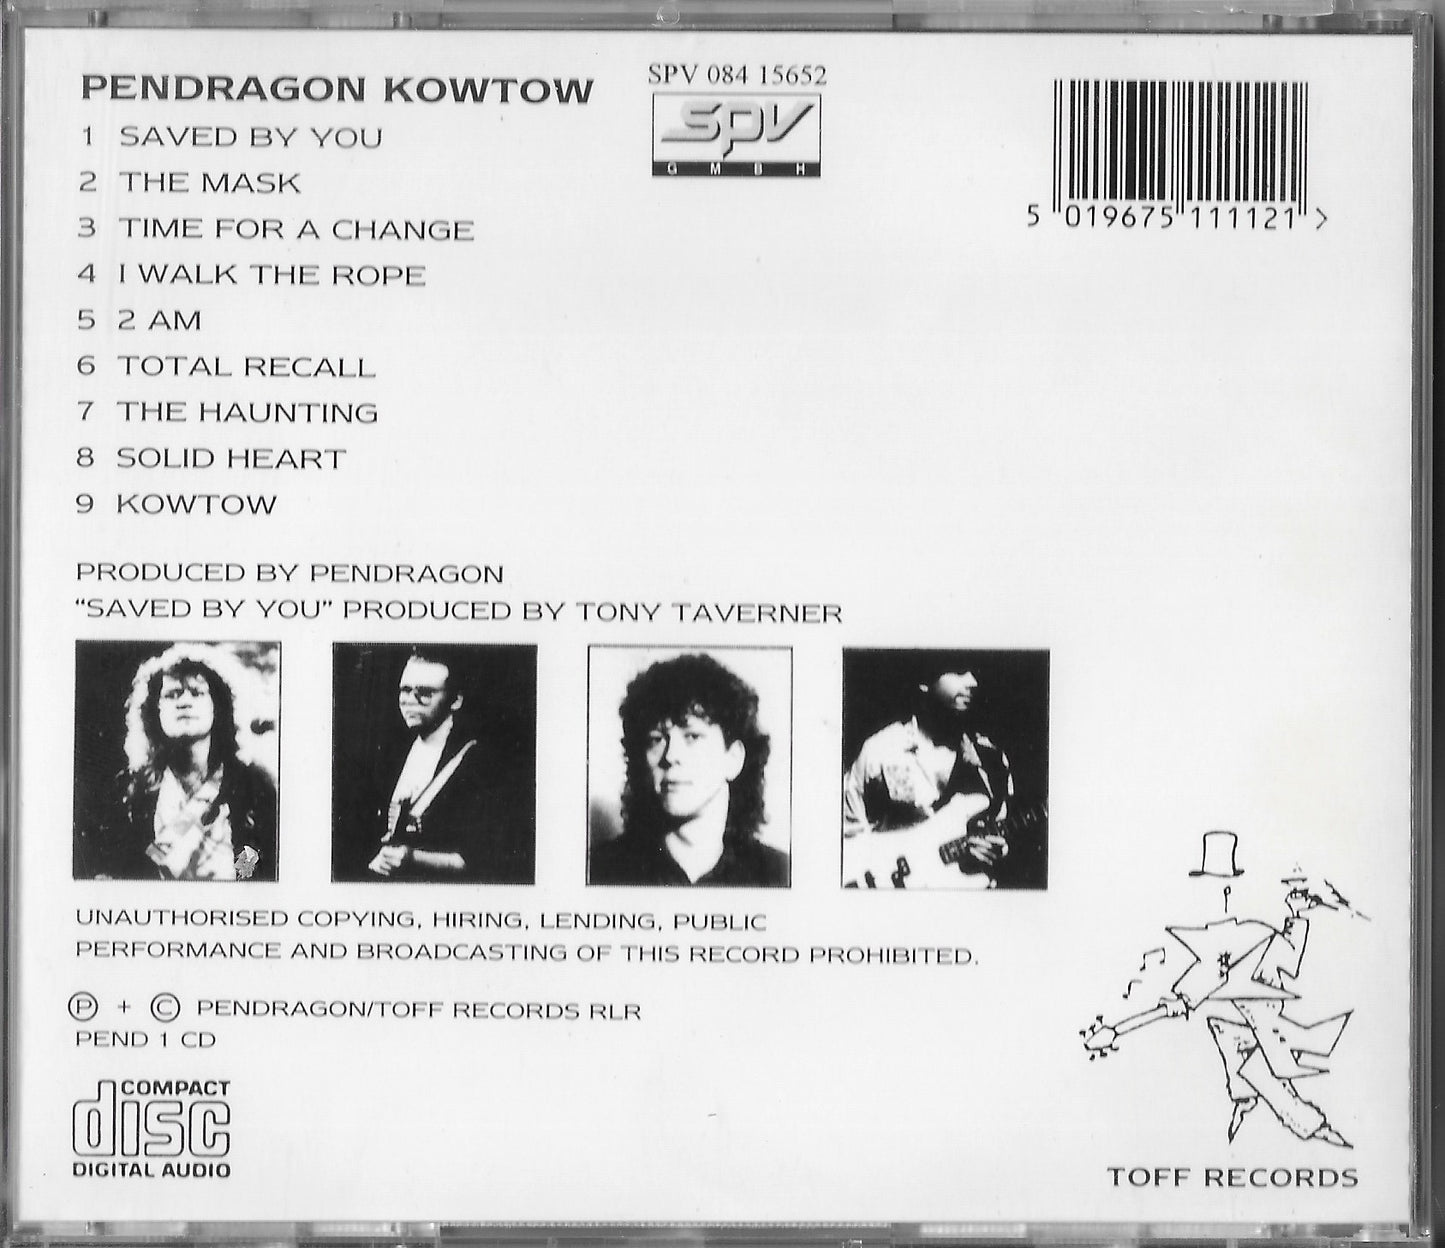 PENDRAGON KOWTOW
1 SAVED BY YOU
2 THE MASK
3 TIME FOR A CHANGE
4 I WALK THE ROPE
5 2 AM
6 TOTAL RECALL
7 THE HAUNTING
8 SOLID HEART
9 KOWTOW
SPV 084 15652
SPV
GMBH
5 019675 111121 >
PRODUCED BY PENDRAGON
“SAVED BY YOU” PRODUCED BY TONY TAVERNER
UNAUTHORISED COPYING, HIRING, LENDING, PUBLIC
PERFORMANCE AND BROADCASTING OF THIS RECORD PROHIBITED.
Ⓟ + © PENDRAGON/TOFF RECORDS RLR
PEND 1 CD
COMPACT
disc
DIGITAL AUDIO
TOFF RECORDS